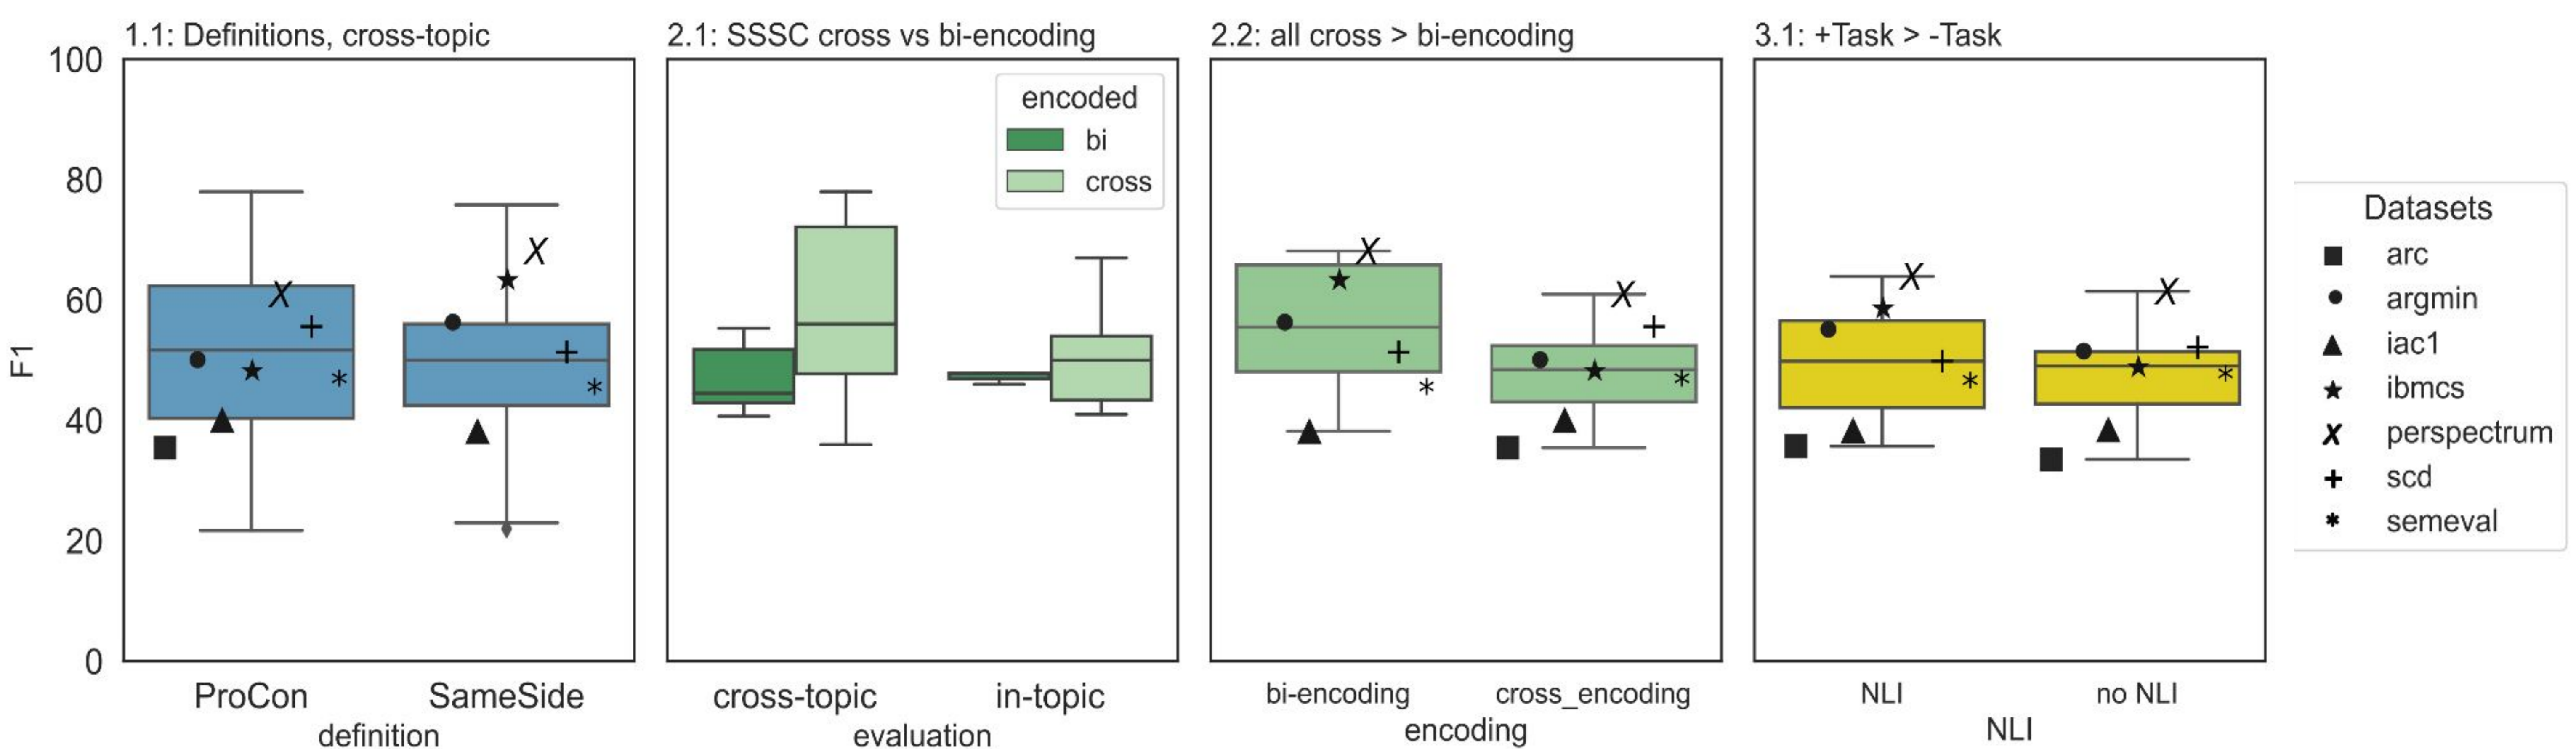 1.1: Definitions, cross-topic
2.1: SSSC cross vs bi-encoding
2.2: all cross > bi-encoding
3.1: +Task > -Task
100
80
60
40
20
0
F1
encoded
bi
cross
Datasets
arc
argmin
iac1
ibmcs
perspectrum
scd
semeval
ProCon
SameSide
definition
cross-topic
in-topic
evaluation
bi-encoding
cross_encoding
encoding
NLI
no NLI
NLI